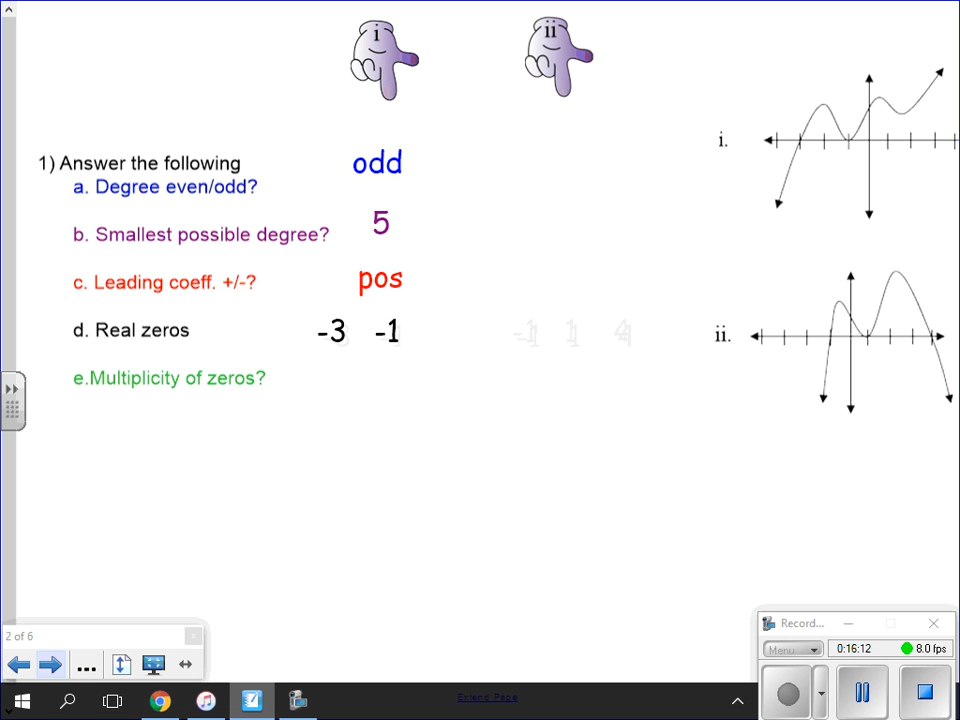 i ii
1) Answer the following odd
a. Degree even/odd?
b. Smallest possible degree? 5
c. Leading coeff. +/-? pos
d. Real zeros -3 -1 -1 1 4
e.Multiplicity of zeros?
i.
ii.
2 of 6
Record...
Menu 0:16:12 8.0 fps
Extend Page